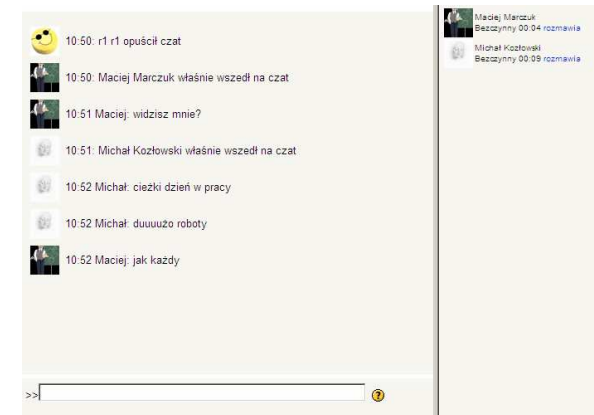 10:50: r1 r1 opuścił czat
10:50: Maciej Marczuk właśnie wszedł na czat
10:51 Maciej: widzisz mnie?
10:51: Michał Kozłowski właśnie wszedł na czat
10:52 Michał: cieżki dzień w pracy
10:52 Michał: duuuużo roboty
10:52 Maciej: jak każdy
>>
?
Maciej Marczuk
Bezczynny 00:04 rozmawia
Michał Kozłowski
Bezczynny 00:09 rozmawia